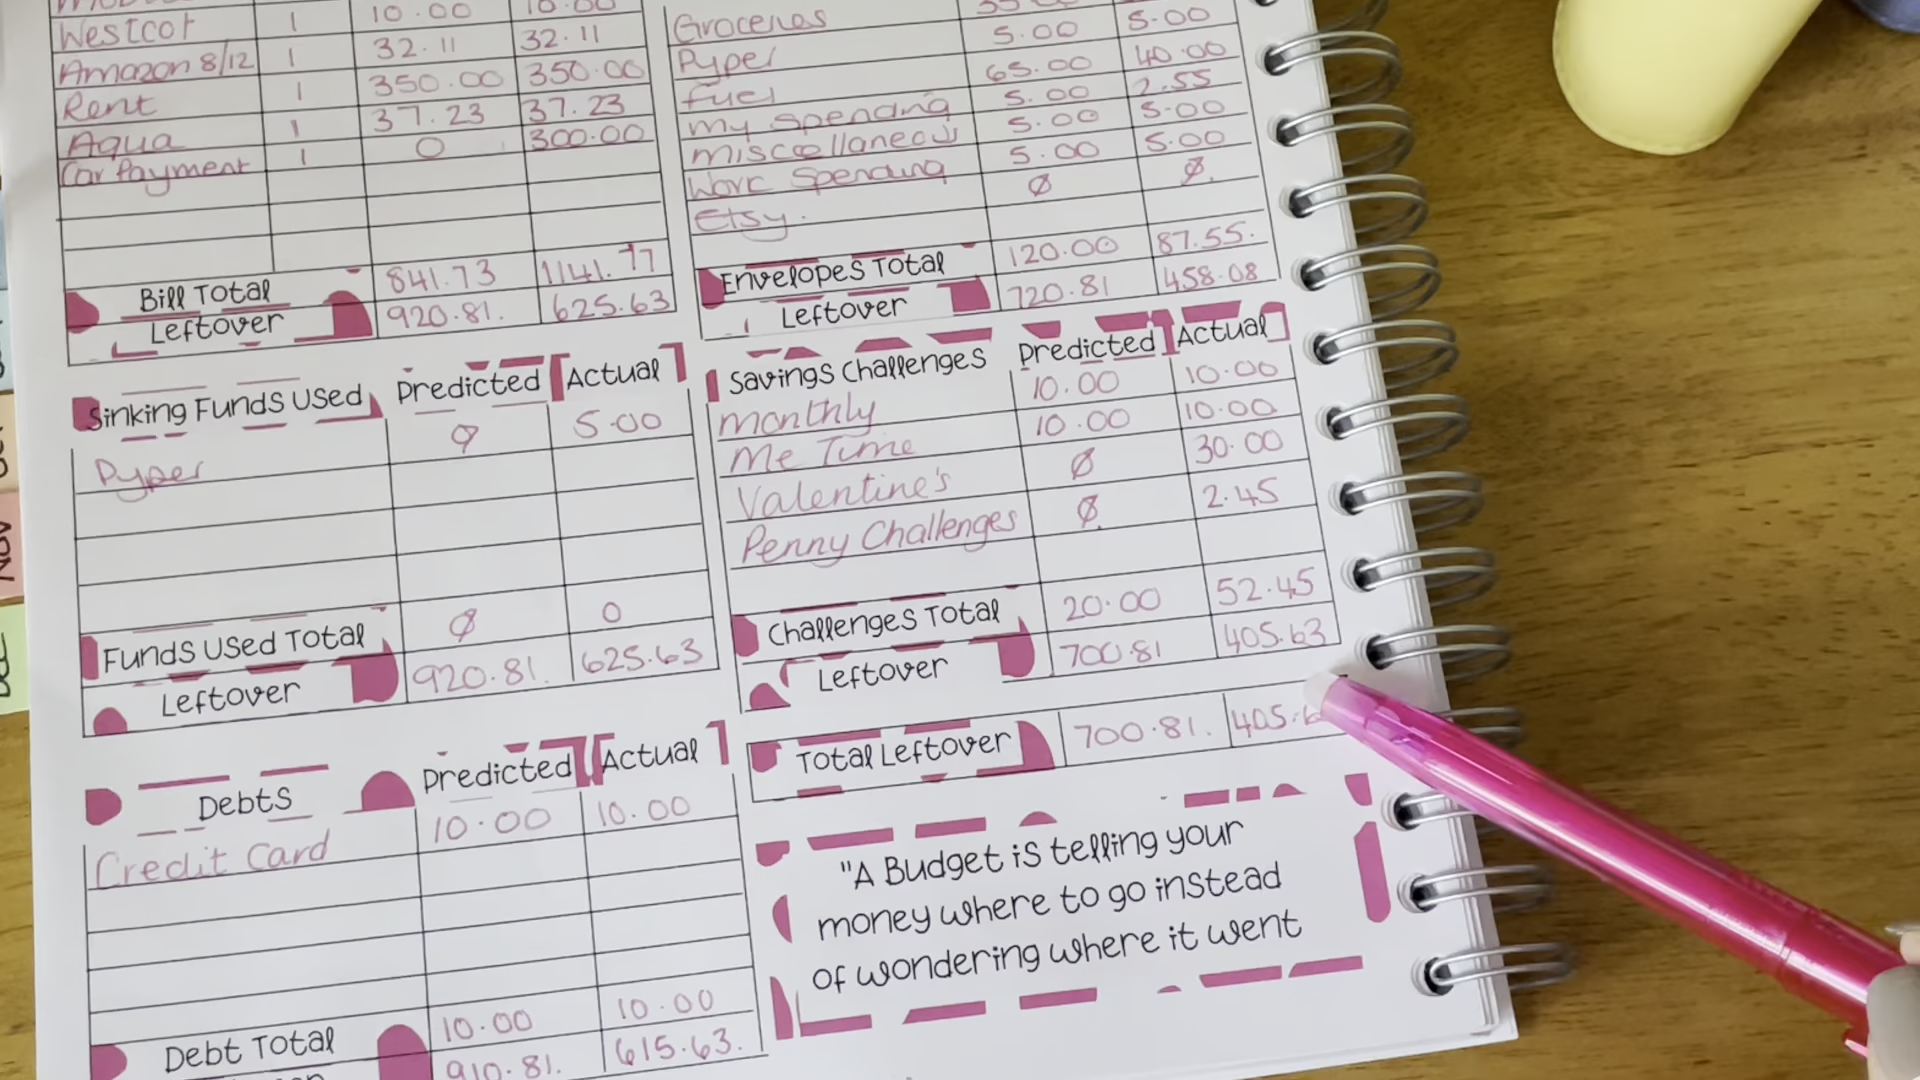 Westcot 1 10.00 10.00
Amazon 8/12 1 32.11 32.11
Rent 1 350.00 350.00
Aqua 1 37.23 37.23
Car Payment 1 0 300.00
Bill Total 841.73 1141.77
Leftover 920.81. 625.63
Sinking Funds Used Predicted Actual
Pyper ø 5.00
Funds Used Total ø 0
Leftover 920.81. 625.63
Debts Predicted Actual
Credit Card 10.00 10.00
Debt Total 10.00 10.00
910.81. 615.63.
Groceries
Pyper 5.00 5.00
Fuel 65.00 40.00
My Spending 5.00 2.55
Miscellaneous 5.00 5.00
Work Spending 5.00 5.00
Etsy. ø ø.
Envelopes Total 120.00 87.55.
Leftover 720.81 458.08
Savings Challenges Predicted Actual
Monthly 10.00 10.00
Me Time 10.00 10.00
Valentine's ø 30.00
Penny Challenges ø. 2.45
Challenges Total 20.00 52.45
Leftover 700.81 405.63
Total Leftover 700.81. 405.6
"A Budget is telling your
money where to go instead
of wondering where it went
NOV